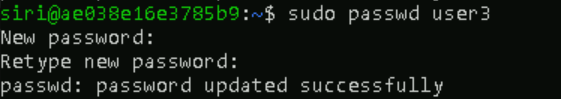 siri@ae038e16e3785b9:~$ sudo passwd user3
New password:
Retype new password:
passwd: password updated successfully